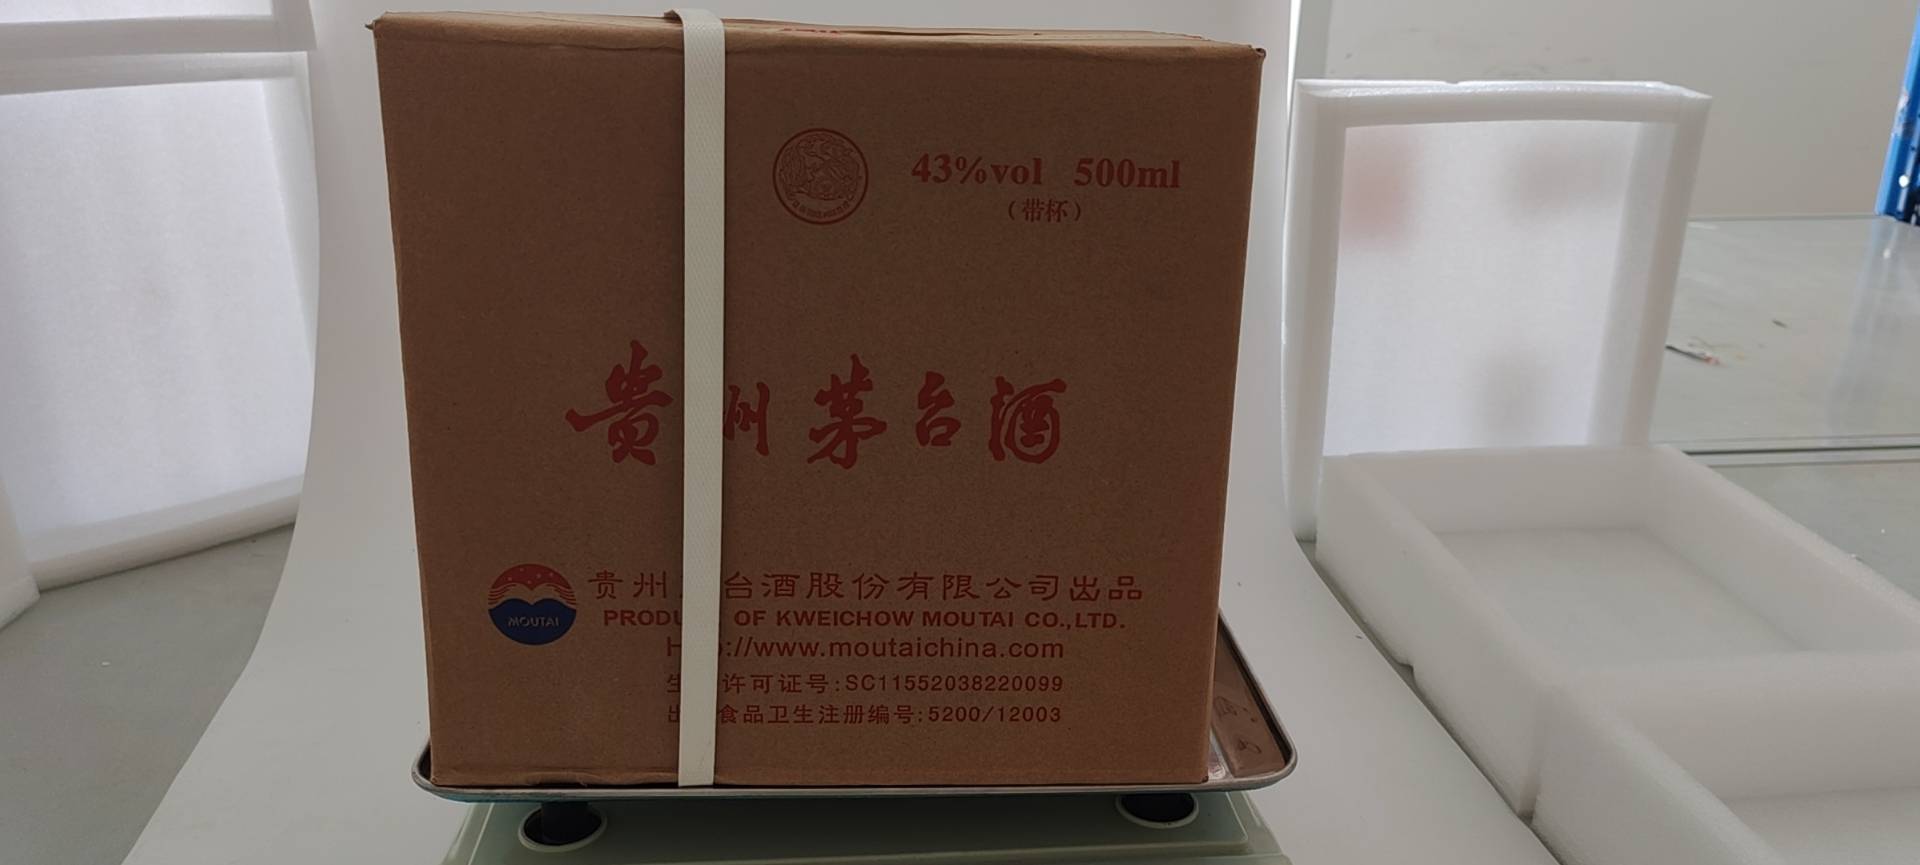 43%vol 500ml
（带杯）
贵州茅台酒
MOUTAI
贵州 台酒股份有限公司出品
PRODU OF KWEICHOW MOUTAI CO.,LTD.
H p://www.moutaichina.com
生 许可证号:SC11552038220099
出 食品卫生注册编号:5200/12003